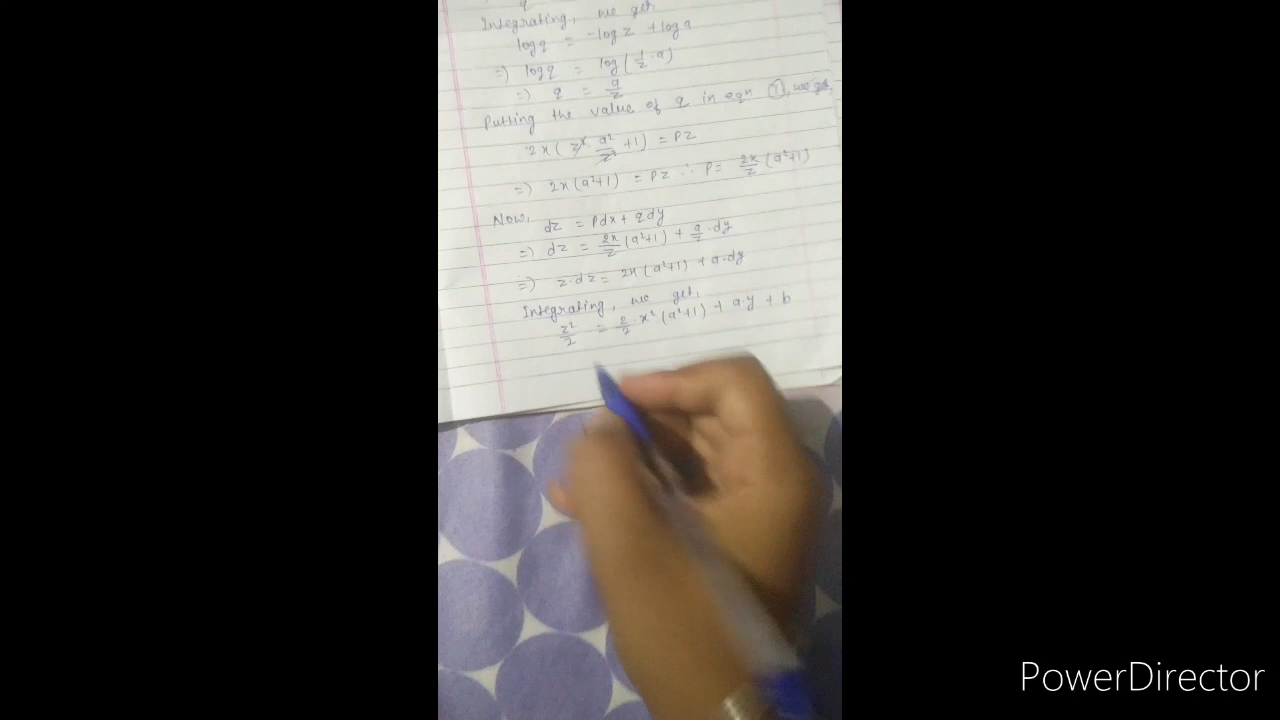 q
Integrating, we get,
log q = -log z + log a
=) log q = log(1/z · a)
=) q = a/z
Putting the value of q in eqn ①, we get,
2x(z² a²/z² + 1) = Pz
=) 2x(a²+1) = Pz ∴ P = 2x/z (a²+1)
Now,
dz = Pdx + qdy
=) dz = 2x/z (a²+1) + a/z · dy
=) z·dz = 2x(a²+1) + a·dy
Integrating, we get,
z²/2 = 2/2 · x²(a²+1) + a·y + b
PowerDirector